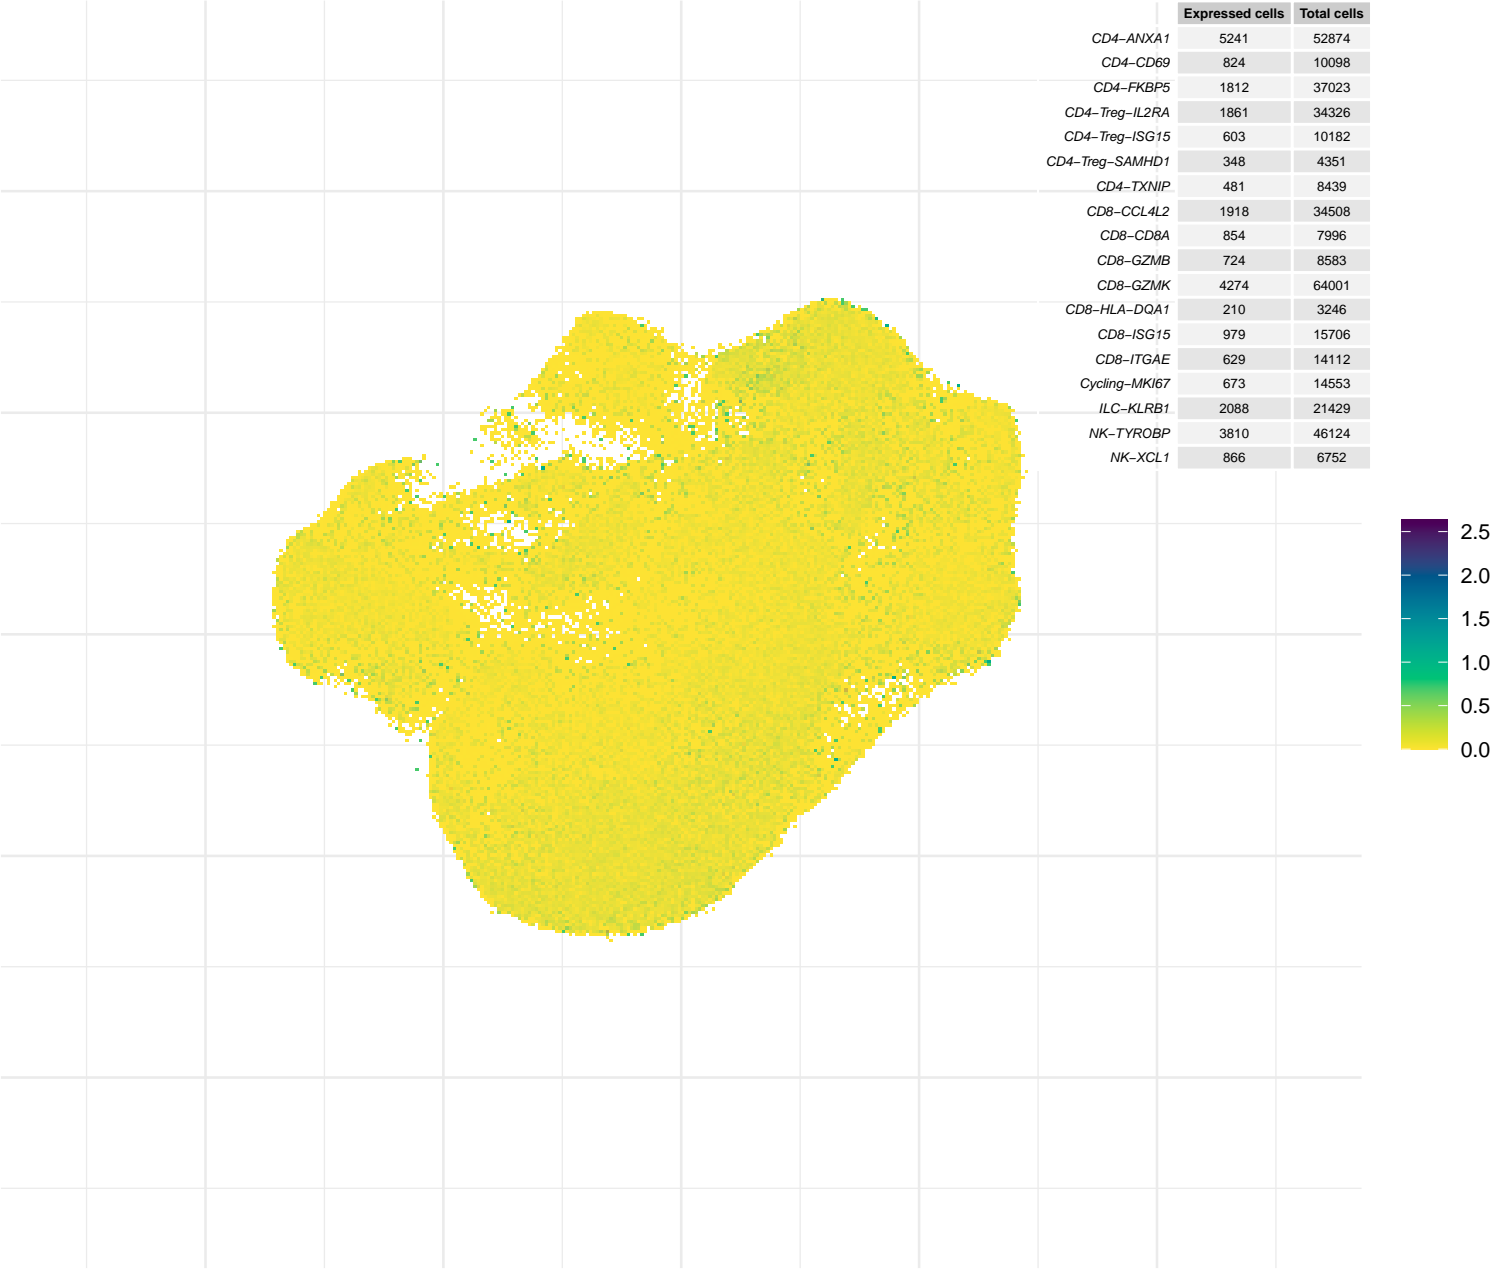 Expressed cells Total cells
CD4−ANXA1 5241 52874
CD4−CD69 824 10098
CD4−FKBP5 1812 37023
CD4−Treg−IL2RA 1861 34326
CD4−Treg−ISG15 603 10182
CD4−Treg−SAMHD1 348 4351
CD4−TXNIP 481 8439
CD8−CCL4L2 1918 34508
CD8−CD8A 854 7996
CD8−GZMB 724 8583
CD8−GZMK 4274 64001
CD8−HLA−DQA1 210 3246
CD8−ISG15 979 15706
CD8−ITGAE 629 14112
Cycling−MKI67 673 14553
ILC−KLRB1 2088 21429
NK−TYROBP 3810 46124
NK−XCL1 866 6752
2.5
2.0
1.5
1.0
0.5
0.0